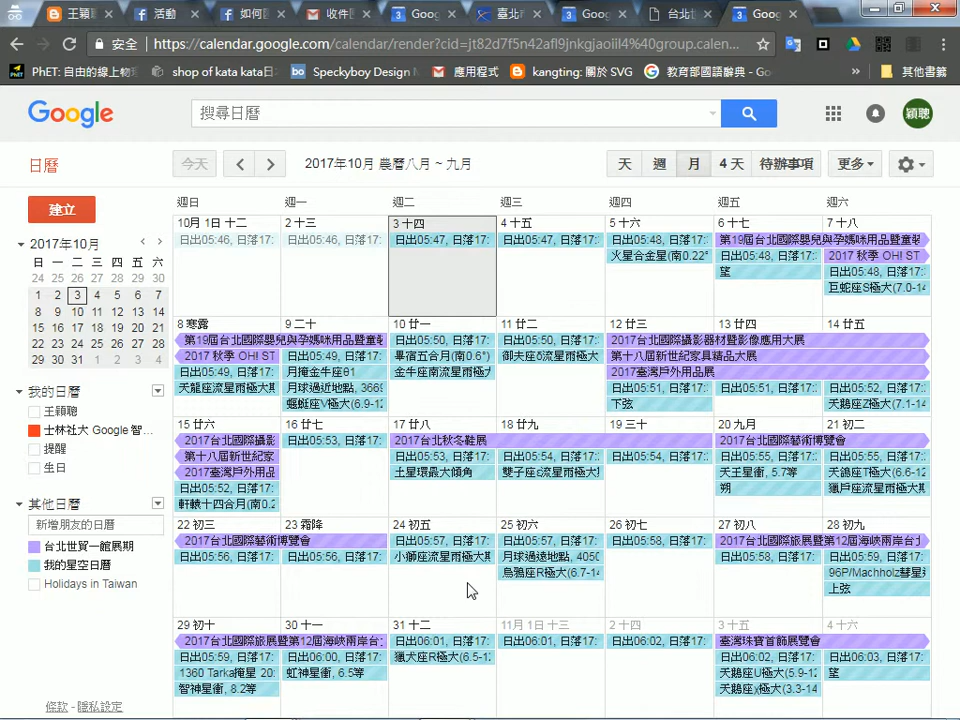 王穎聰
活動
如何
收件
Goog
臺北
Goog
台北世
Goog
安全 https://calendar.google.com/calendar/render?cid=jt82d7f5n42afl9jnkgjaoiil4%40group.calen...
PhET: 自由的線上物
shop of kata kata日
Speckyboy Design
應用程式
kangting: 關於 SVG
教育部國語辭典 - Go
»
其他書籤
Google
搜尋日曆
穎聰
日曆
今天
2017年10月 農曆八月 ~ 九月
天 週 月 4 天 待辦事項
更多
建立
2017年10月
日 一 二 三 四 五 六
24 25 26 27 28 29 30
1 2 3 4 5 6 7
8 9 10 11 12 13 14
15 16 17 18 19 20 21
22 23 24 25 26 27 28
29 30 31 1 2 3 4
我的日曆
王穎聰
士林社大 Google 智...
提醒
生日
其他日曆
新增朋友的日曆
台北世貿一館展期
我的星空日曆
Holidays in Taiwan
條款 - 隱私設定
週日 週一 週二 週三 週四 週五 週六
10月 1日 十二 2 十三 3 十四 4 十五 5 十六 6 十七 7 十八
日出05:46, 日落17:
日出05:46, 日落17:
日出05:47, 日落17:
日出05:47, 日落17:
日出05:48, 日落17:
火星合金星(南0.22°
第19屆台北國際嬰兒與孕媽咪用品暨童裝
日出05:48, 日落17:
望
2017 秋季 OH! ST
日出05:48, 日落17:
巨蛇座S極大(7.0-14
8 寒露 9 二十 10 廿一 11 廿二 12 廿三 13 廿四 14 廿五
第19屆台北國際嬰兒與孕媽咪用品暨童裝
2017 秋季 OH! ST
日出05:49, 日落17:
天龍座流星雨極大期
日出05:49, 日落17:
月掩金牛座θ1
月球過近地點, 3669
蝘蜓座V極大(6.9-12
日出05:50, 日落17:
畢宿五合月(南0.6°)
金牛座南流星雨極大
日出05:50, 日落17:
御夫座δ流星雨極大
2017台北國際攝影器材暨影像應用大展
第十八屆新世紀家具精品大展
2017臺灣戶外用品展
日出05:51, 日落17:
下弦
日出05:51, 日落17:
日出05:52, 日落17:
天鵝座Z極大(7.1-14
15 廿六 16 廿七 17 廿八 18 廿九 19 三十 20 九月 21 初二
2017台北國際攝影
第十八屆新世紀家
2017臺灣戶外用品
日出05:52, 日落17:
軒轅十四合月(南0.2
日出05:53, 日落17:
2017台北秋冬鞋展
日出05:53, 日落17:
土星環最大傾角
日出05:54, 日落17:
雙子座ε流星雨極大
日出05:54, 日落17:
2017台北國際藝術博覽會
日出05:55, 日落17:
天王星衝, 5.7等
朔
日出05:55, 日落17:
天鴿座T極大(6.6-12
獵戶座流星雨極大期
22 初三 23 霜降 24 初五 25 初六 26 初七 27 初八 28 初九
2017台北國際藝術博覽會
日出05:56, 日落17:
日出05:56, 日落17:
日出05:57, 日落17:
小獅座流星雨極大期
日出05:57, 日落17:
月球過遠地點, 4050
烏鴉座R極大(6.7-14
日出05:58, 日落17:
2017台北國際旅展暨第12屆海峽兩岸台北
日出05:58, 日落17:
日出05:59, 日落17:
96P/Machholz彗星
上弦
29 初十 30 十一 31 十二 11月 1日 十三 2 十四 3 十五 4 十六
2017台北國際旅展暨第12屆海峽兩岸台
日出05:59, 日落17:
1360 Tarka掩星 20:
智神星衝, 8.2等
日出06:00, 日落17:
虹神星衝, 6.5等
日出06:01, 日落17:
獵犬座R極大(6.5-12
日出06:01, 日落17:
日出06:02, 日落17:
臺灣珠寶首飾展覽會
日出06:02, 日落17:
天鵝座U極大(5.9-12
天鵝座χ極大(3.3-14
日出06:03, 日落17:
望